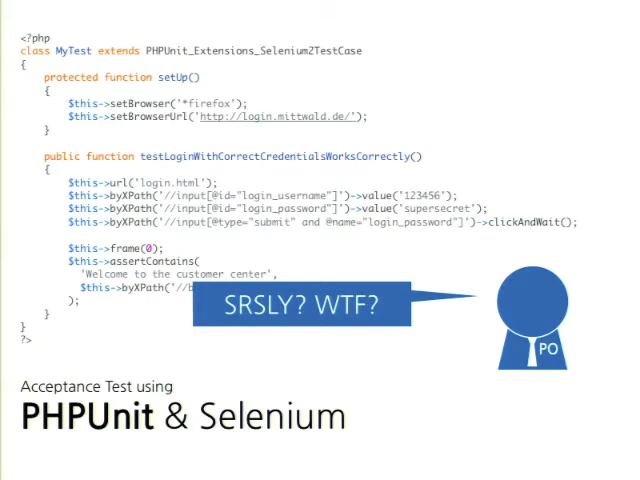 <?php
class MyTest extends PHPUnit_Extensions_Selenium2TestCase
{
protected function setUp()
{
$this->setBrowser('*firefox');
$this->setBrowserUrl('http://login.mittwald.de/');
}
public function testLoginWithCorrectCredentialsWorksCorrectly()
{
$this->url('login.html');
$this->byXPath('//input[@id="login_username"]')->value('123456');
$this->byXPath('//input[@id="login_password"]')->value('supersecret');
$this->byXPath('//input[@type="submit" and @name="login_password"]')->clickAndWait();
$this->frame(0);
$this->assertContains(
'Welcome to the customer center',
$this->byXPath('//b
);
}
}
?>
SRSLY? WTF?
PO
Acceptance Test using
PHPUnit & Selenium